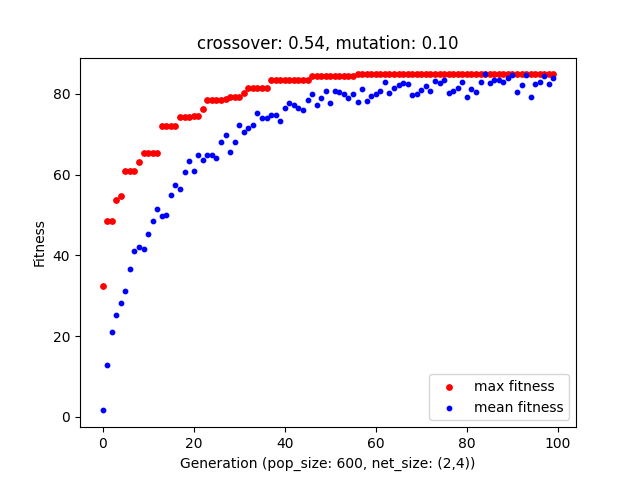 crossover: 0.54, mutation: 0.10
Fitness
80
60
40
20
0
0 20 40 60 80 100
Generation (pop_size: 600, net_size: (2,4))
max fitness
mean fitness